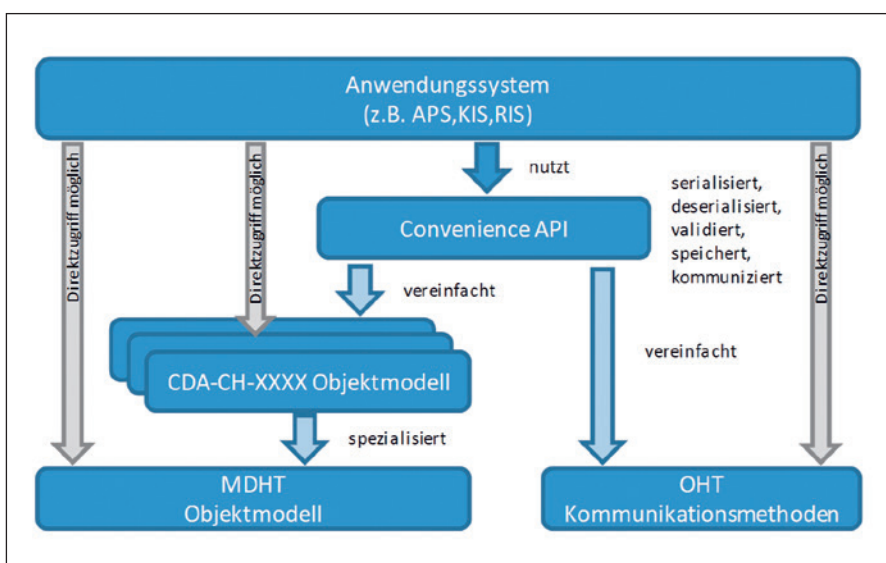 Anwendungssystem
(z.B. APS,KIS,RIS)
Direktzugriff möglich
Direktzugriff möglich
nutzt
serialisiert,
deserialisiert,
validiert,
speichert,
kommuniziert
Direktzugriff möglich
Convenience API
vereinfacht
vereinfacht
CDA-CH-XXXX Objektmodell
spezialisiert
MDHT
Objektmodell
OHT
Kommunikationsmethoden